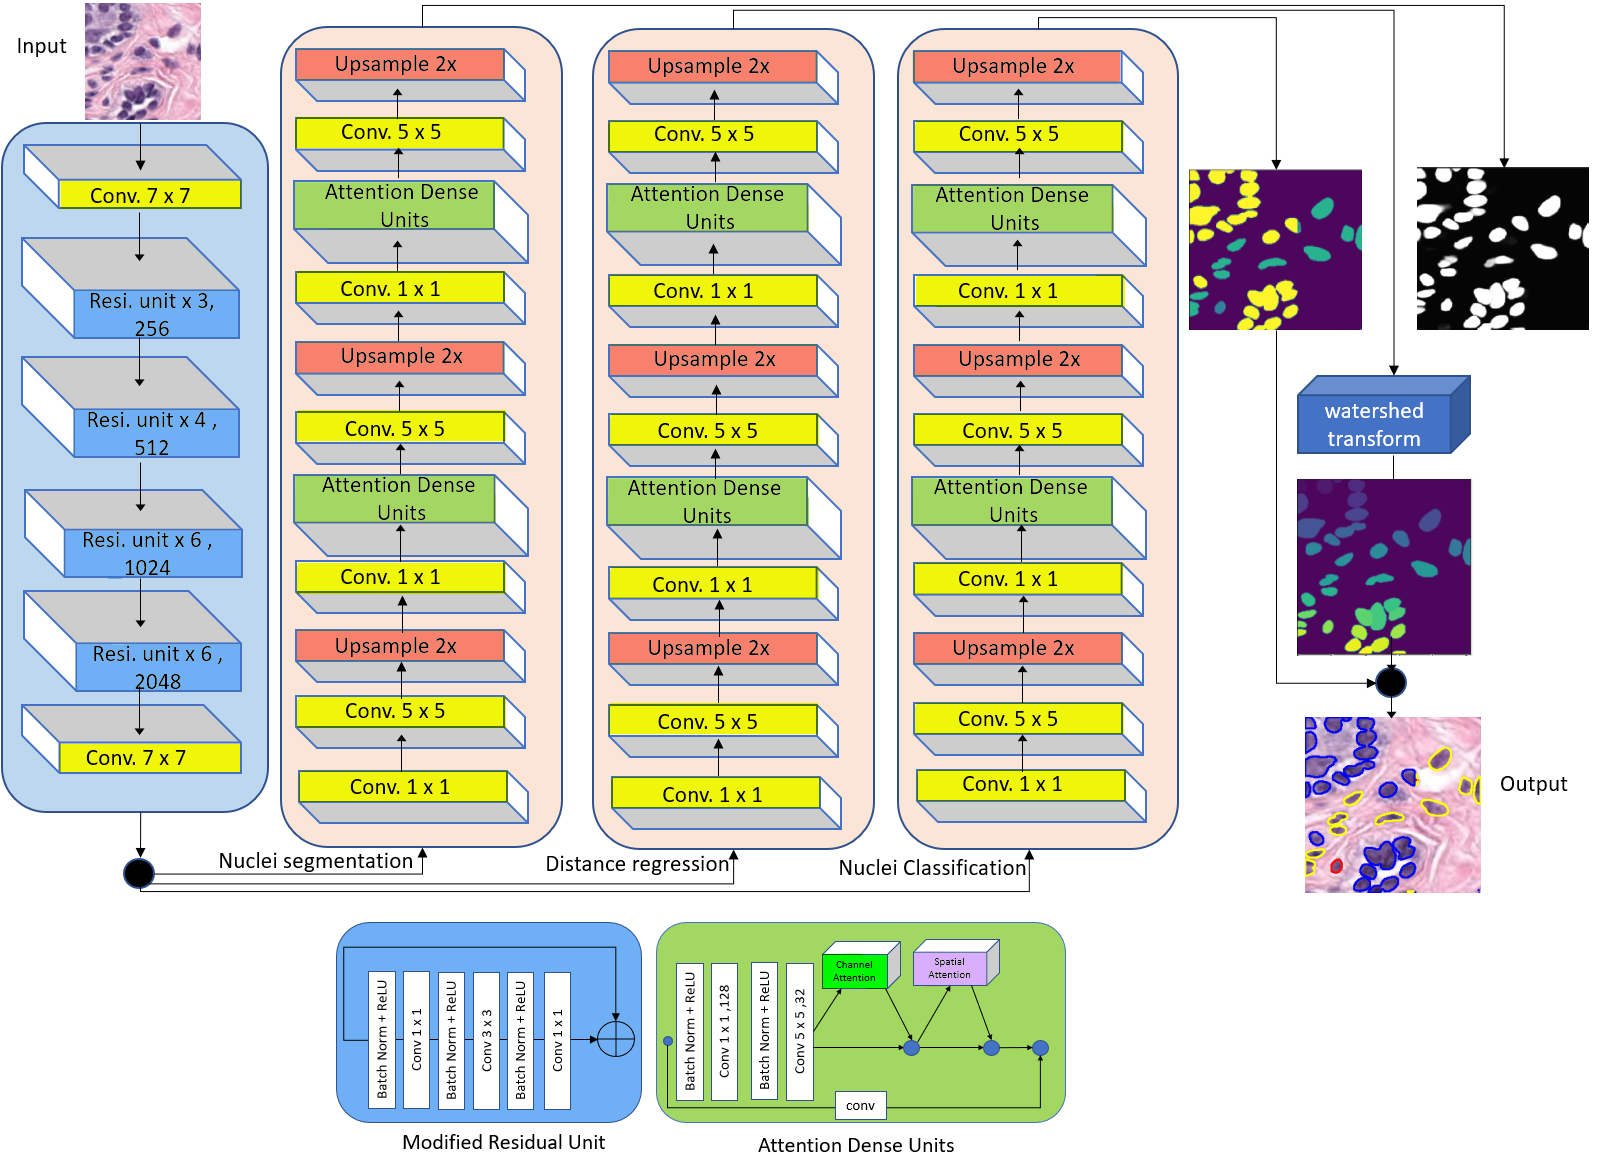 Input
Conv. 7 x 7
Resi. unit x 3,
256
Resi. unit x 4 ,
512
Resi. unit x 6 ,
1024
Resi. unit x 6 ,
2048
Conv. 7 x 7
Upsample 2x
Conv. 5 x 5
Attention Dense
Units
Conv. 1 x 1
Upsample 2x
Conv. 5 x 5
Attention Dense
Units
Conv. 1 x 1
Upsample 2x
Conv. 5 x 5
Conv. 1 x 1
Nuclei segmentation
Upsample 2x
Conv. 5 x 5
Attention Dense
Units
Conv. 1 x 1
Upsample 2x
Conv. 5 x 5
Attention Dense
Units
Conv. 1 x 1
Upsample 2x
Conv. 5 x 5
Conv. 1 x 1
Distance regression
Upsample 2x
Conv. 5 x 5
Attention Dense
Units
Conv. 1 x 1
Upsample 2x
Conv. 5 x 5
Attention Dense
Units
Conv. 1 x 1
Upsample 2x
Conv. 5 x 5
Conv. 1 x 1
Nuclei Classification
watershed
transform
Output
Batch Norm + ReLU
Conv 1 x 1
Batch Norm + ReLU
Conv 3 x 3
Batch Norm + ReLU
Conv 1 x 1
Modified Residual Unit
Batch Norm + ReLU
Conv 1 x 1 ,128
Batch Norm + ReLU
Conv 5 x 5 ,32
Channel
Attention
Spatial
Attention
conv
Attention Dense Units